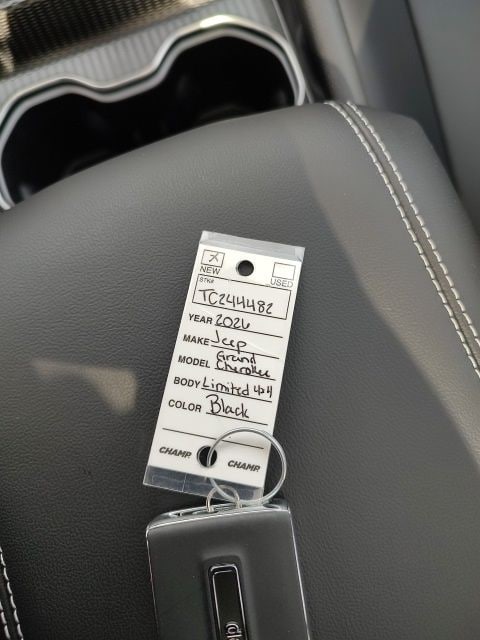 X
NEW
USED
STK#
TC244482
YEAR 2026
MAKE Jeep
MODEL Grand
Cherokee
BODY Limited 4x4
COLOR Black
CHAMP. CHAMP.